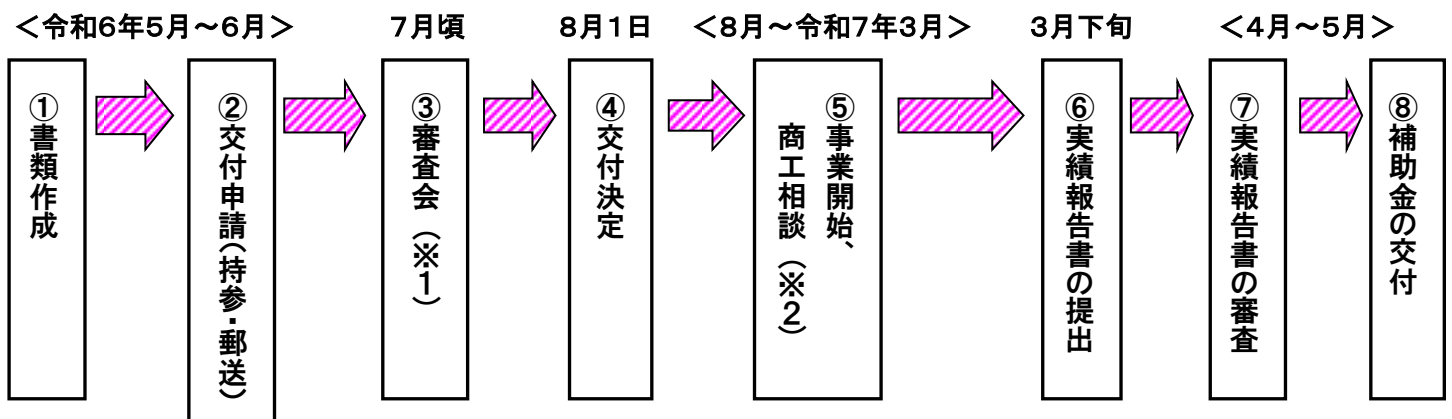 ＜令和６年５月～６月＞
７月頃
８月１日
＜８月～令和７年３月＞
３月下旬
＜４月～５月＞
①書類作成
②交付申請（持参・郵送）
③審査会（※１）
④交付決定
⑤事業開始、
商工相談（※２）
⑥実績報告書の提出
⑦実績報告書の審査
⑧補助金の交付